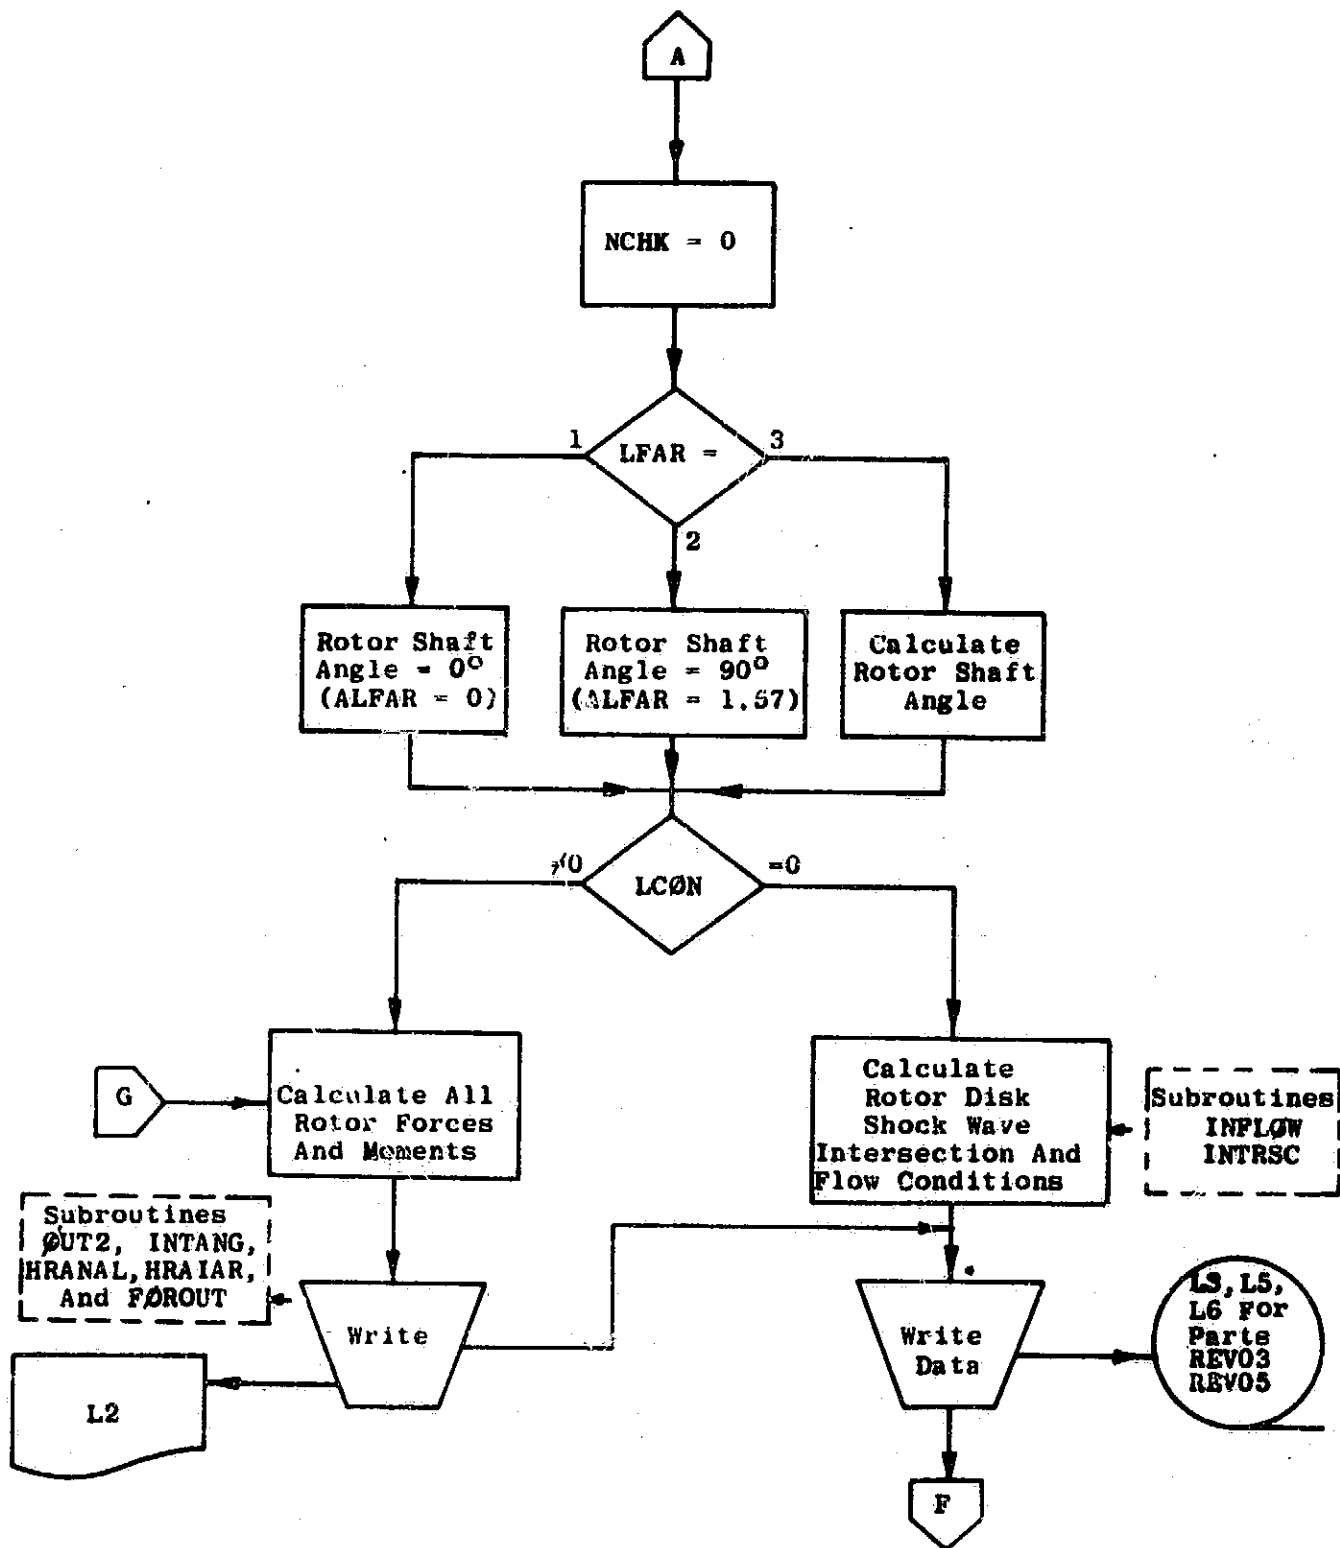 A
NCHK = 0
1
LFAR =
3
2
Rotor Shaft
Angle = 0°
(ALFAR = 0)
Rotor Shaft
Angle = 90°
(ALFAR = 1.57)
Calculate
Rotor Shaft
Angle
≠0
LCØN
=0
G
Calculate All
Rotor Forces
And Moments
Calculate
Rotor Disk
Shock Wave
Intersection And
Flow Conditions
Subroutines
INFLØW
INTRSC
Subroutines
ØUT2, INTANG,
HRANAL, HRAIAR,
And FØROUT
Write
L2
Write
Data
L3, L5,
L6 For
Parts
REV03
REV05
F